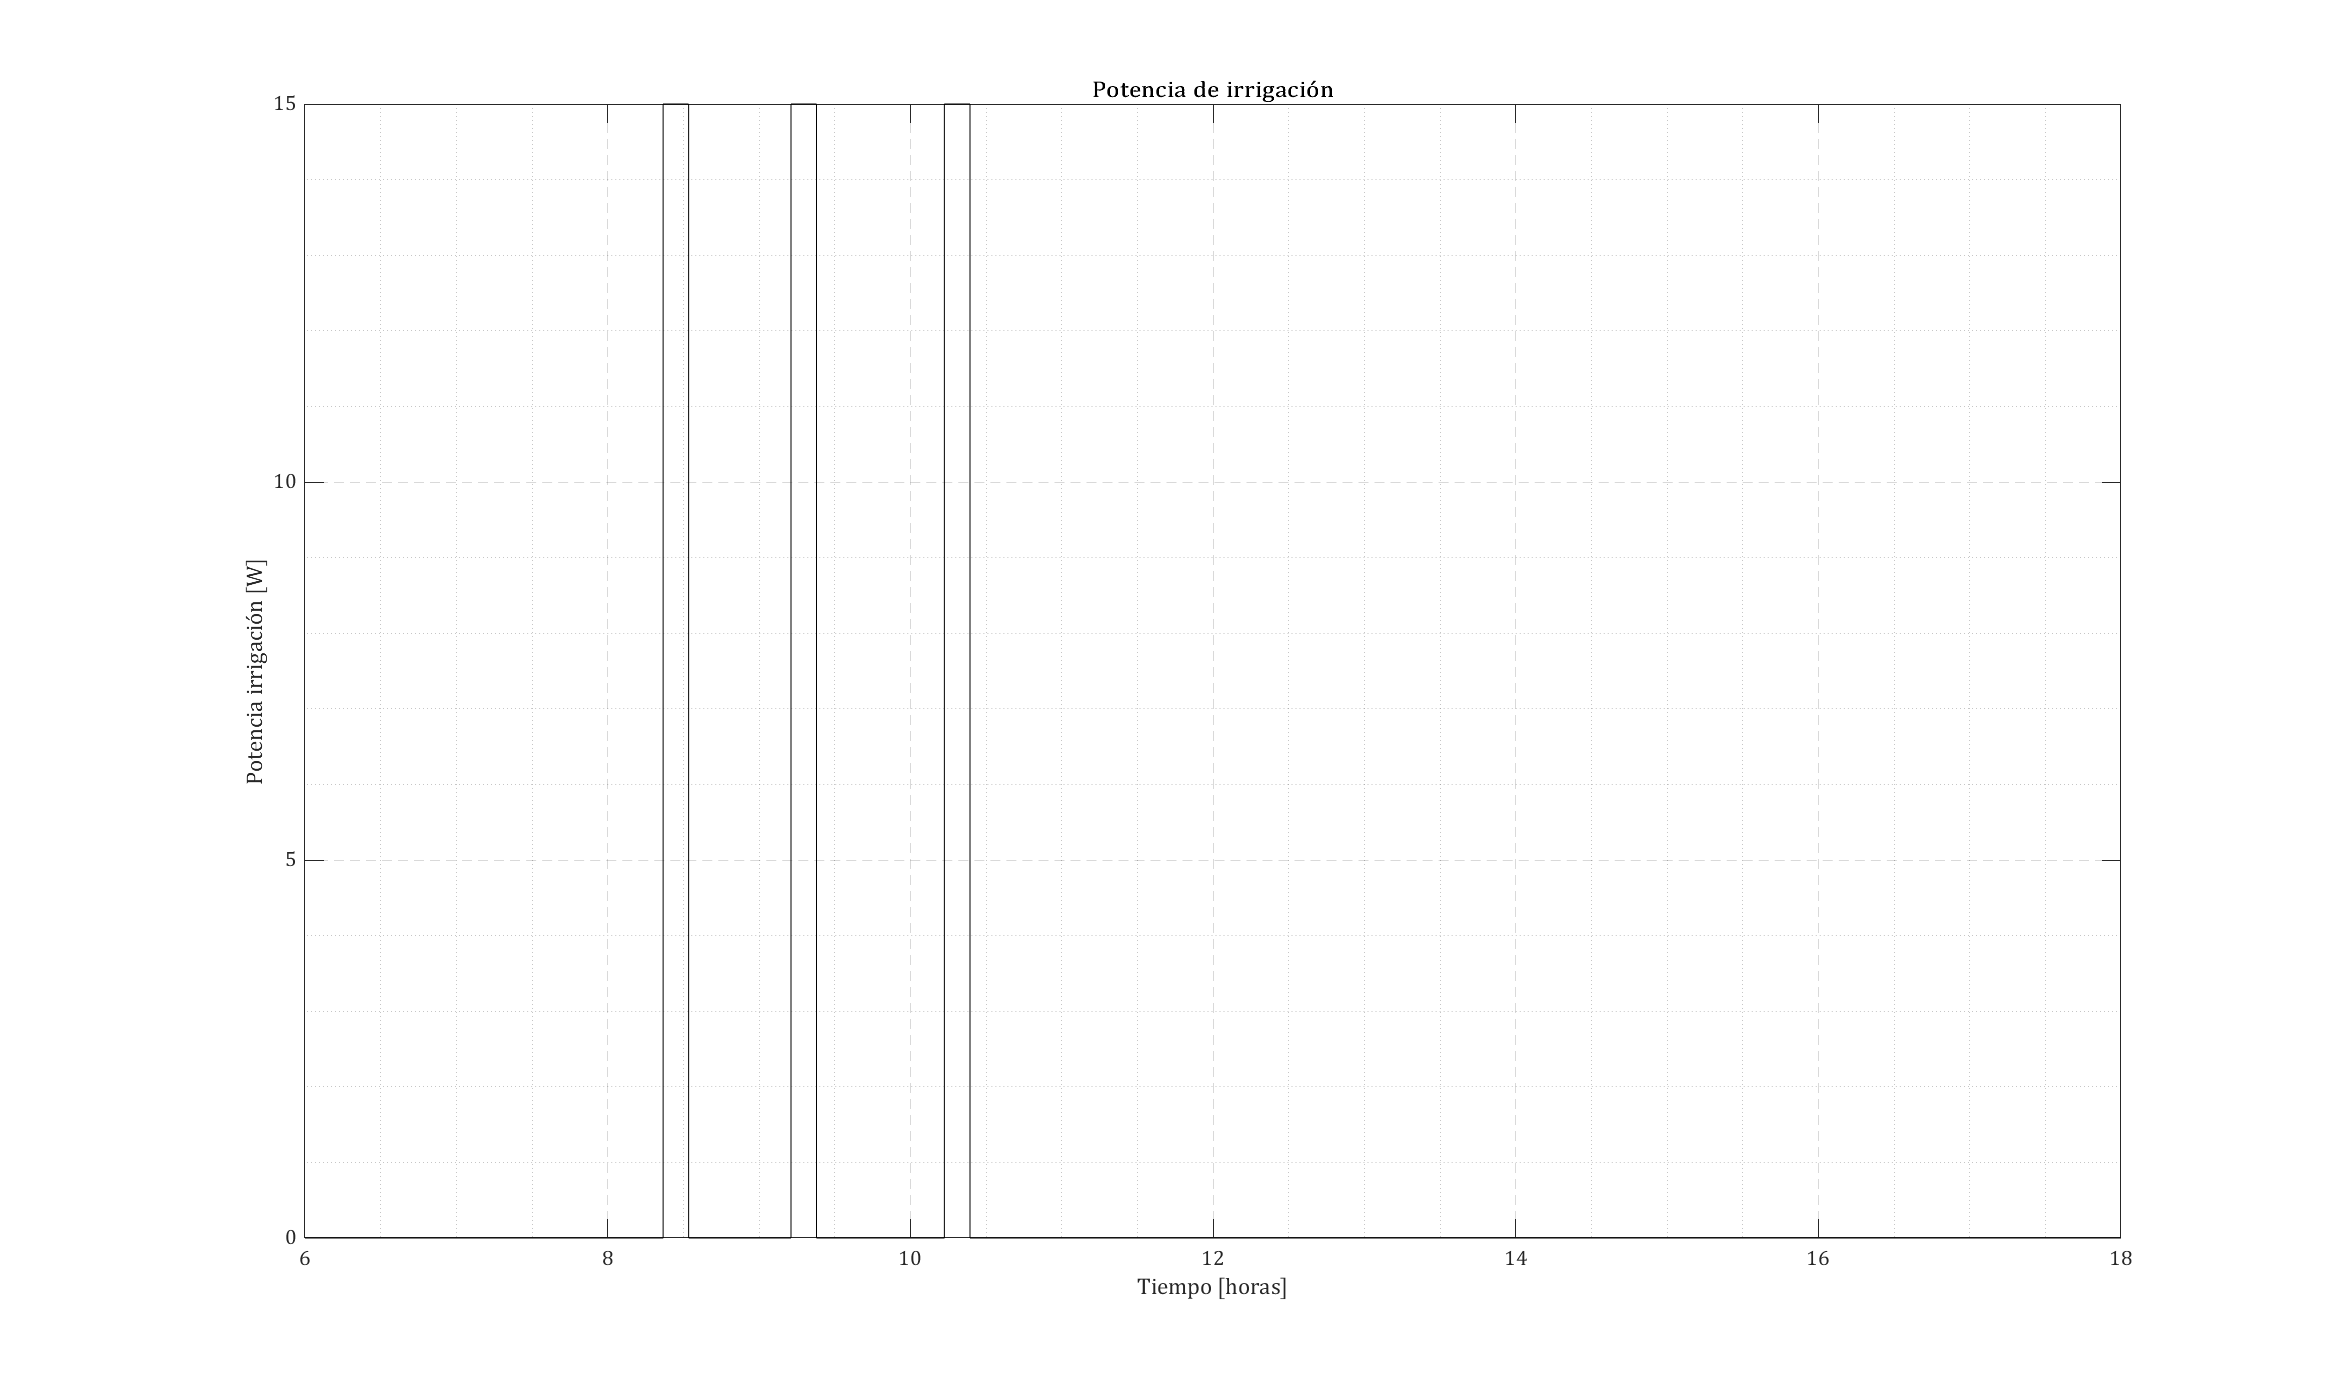 Potencia de irrigación
15
10
5
0
Potencia irrigación [W]
6 8 10 12 14 16 18
Tiempo [horas]